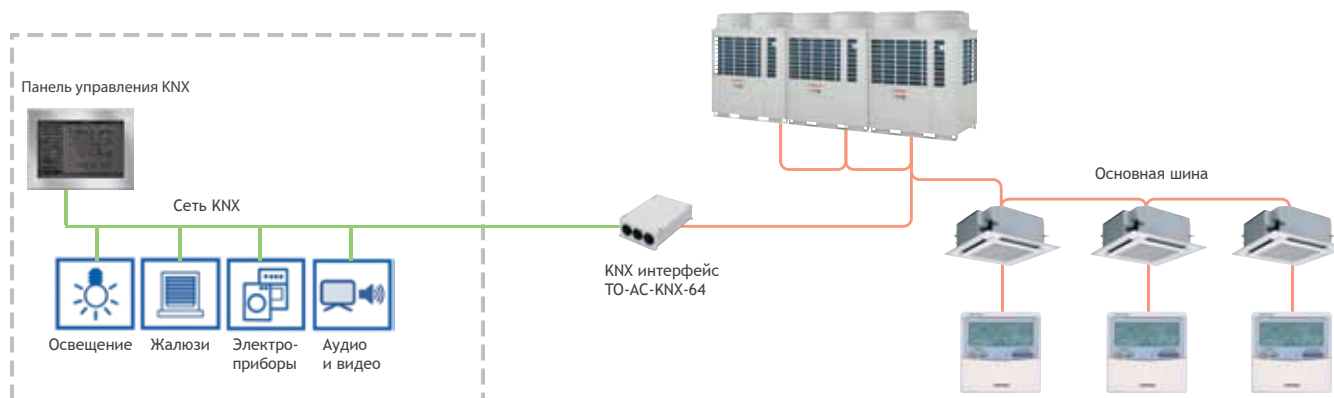 Панель управления KNX
Сеть KNX
Освещение
Жалюзи
Электро-
приборы
Аудио
и видео
KNX интерфейс
TO-AC-KNX-64
Основная шина